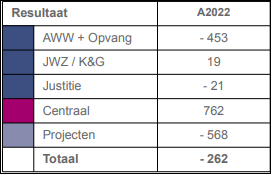 Resultaat A2022
AWW + Opvang - 453
JWZ / K&G 19
Justitie - 21
Centraal 762
Projecten - 568
Totaal - 262